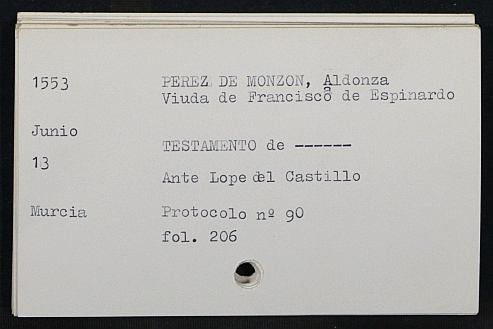 1553 PEREZ DE MONZON, Aldonza
Viuda de Francisco de Espinardo
Junio
TESTAMENTO de ------
13
Ante Lope del Castillo
Murcia Protocolo nº 90
fol. 206